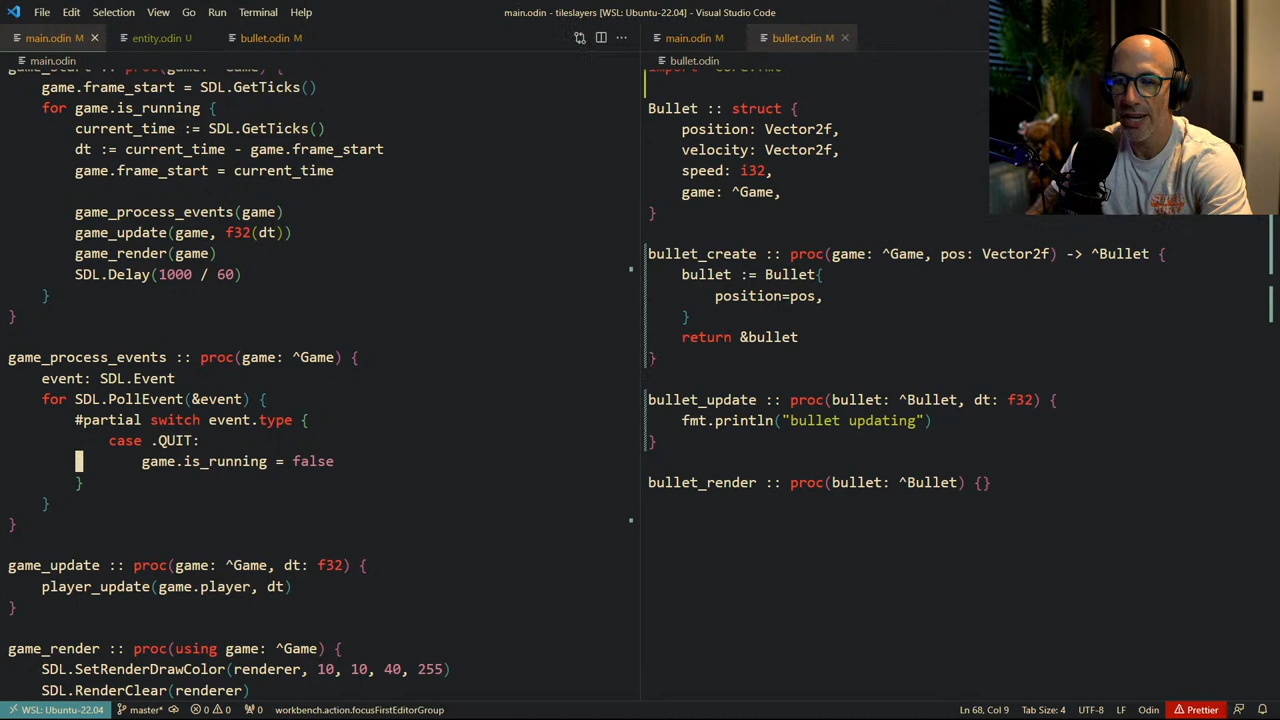 File Edit Selection View Go Run Terminal Help
main.odin - tileslayers [WSL: Ubuntu-22.04] - Visual Studio Code
main.odin M
entity.odin U
bullet.odin M
main.odin
game_start :: proc(game: ^Game) {
    game.frame_start = SDL.GetTicks()
    for game.is_running {
        current_time := SDL.GetTicks()
        dt := current_time - game.frame_start
        game.frame_start = current_time
        game_process_events(game)
        game_update(game, f32(dt))
        game_render(game)
        SDL.Delay(1000 / 60)
    }
}
game_process_events :: proc(game: ^Game) {
    event: SDL.Event
    for SDL.PollEvent(&event) {
        #partial switch event.type {
            case .QUIT:
                game.is_running = false
        }
    }
}
game_update :: proc(game: ^Game, dt: f32) {
    player_update(game.player, dt)
}
game_render :: proc(using game: ^Game) {
    SDL.SetRenderDrawColor(renderer, 10, 10, 40, 255)
    SDL.RenderClear(renderer)
main.odin M
bullet.odin M
bullet.odin
import "core:fmt"
Bullet :: struct {
    position: Vector2f,
    velocity: Vector2f,
    speed: i32,
    game: ^Game,
}
bullet_create :: proc(game: ^Game, pos: Vector2f) -> ^Bullet {
    bullet := Bullet{
        position=pos,
    }
    return &bullet
}
bullet_update :: proc(bullet: ^Bullet, dt: f32) {
    fmt.println("bullet updating")
}
bullet_render :: proc(bullet: ^Bullet) {}
WSL: Ubuntu-22.04 master* 0 0 0 workbench.action.focusFirstEditorGroup Ln 68, Col 9 Tab Size: 4 UTF-8 LF Odin Prettier